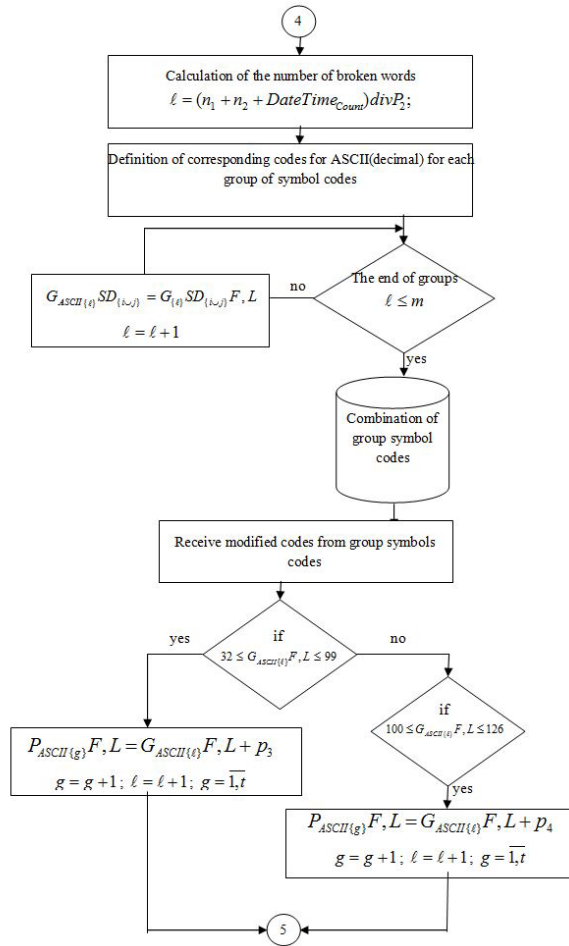 4
Calculation of the number of broken words
ℓ = (n₁ + n₂ + DateTime_Count)divP₂;
Definition of corresponding codes for ASCII(decimal) for each
group of symbol codes
The end of groups
ℓ ≤ m
no
G_ASCII{ℓ} SD_{i∪j} = G_{ℓ} SD_{i∪j} F, L
ℓ = ℓ + 1
yes
Combination of
group symbol
codes
Receive modified codes from group symbols
codes
if
32 ≤ G_ASCII{ℓ} F, L ≤ 99
yes
no
P_ASCII{g} F, L = G_ASCII{ℓ} F, L + p₃
g = g + 1; ℓ = ℓ + 1; g = 1,t̅
if
100 ≤ G_ASCII{ℓ} F, L ≤ 126
yes
P_ASCII{g} F, L = G_ASCII{ℓ} F, L + p₄
g = g + 1; ℓ = ℓ + 1; g = 1,t̅
5